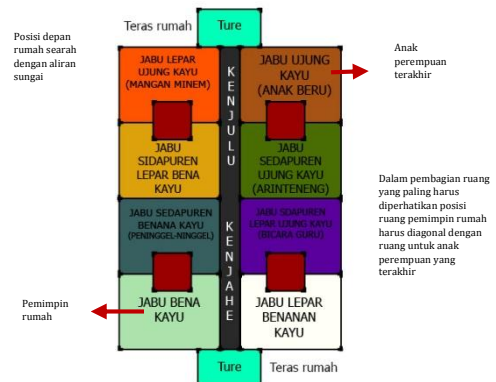 Teras rumah
Ture
Posisi depan
rumah searah
dengan aliran
sungai
JABU LEPAR
UJUNG KAYU
(MANGAN MINEM)
KENJULU
JABU UJUNG
KAYU
(ANAK BERU)
Anak
perempuan
terakhir
JABU
SIDAPUREN
LEPAR BENA
KAYU
JABU
SEDAPUREN
UJUNG KAYU
(ARINTENENG)
Dalam pembagian ruang
yang paling harus
diperhatikan posisi
ruang pemimpin rumah
harus diagonal dengan
ruang untuk anak
perempuan yang
terakhir
JABU SEDAPUREN
BENANA KAYU
(PENINGGEL-NINGGEL)
KENJAHE
JABU SDAPUREN
LEPAR UJUNG KAYU
(BICARA GURU)
Pemimpin
rumah
JABU BENA
KAYU
JABU LEPAR
BENANAN
KAYU
Ture
Teras rumah